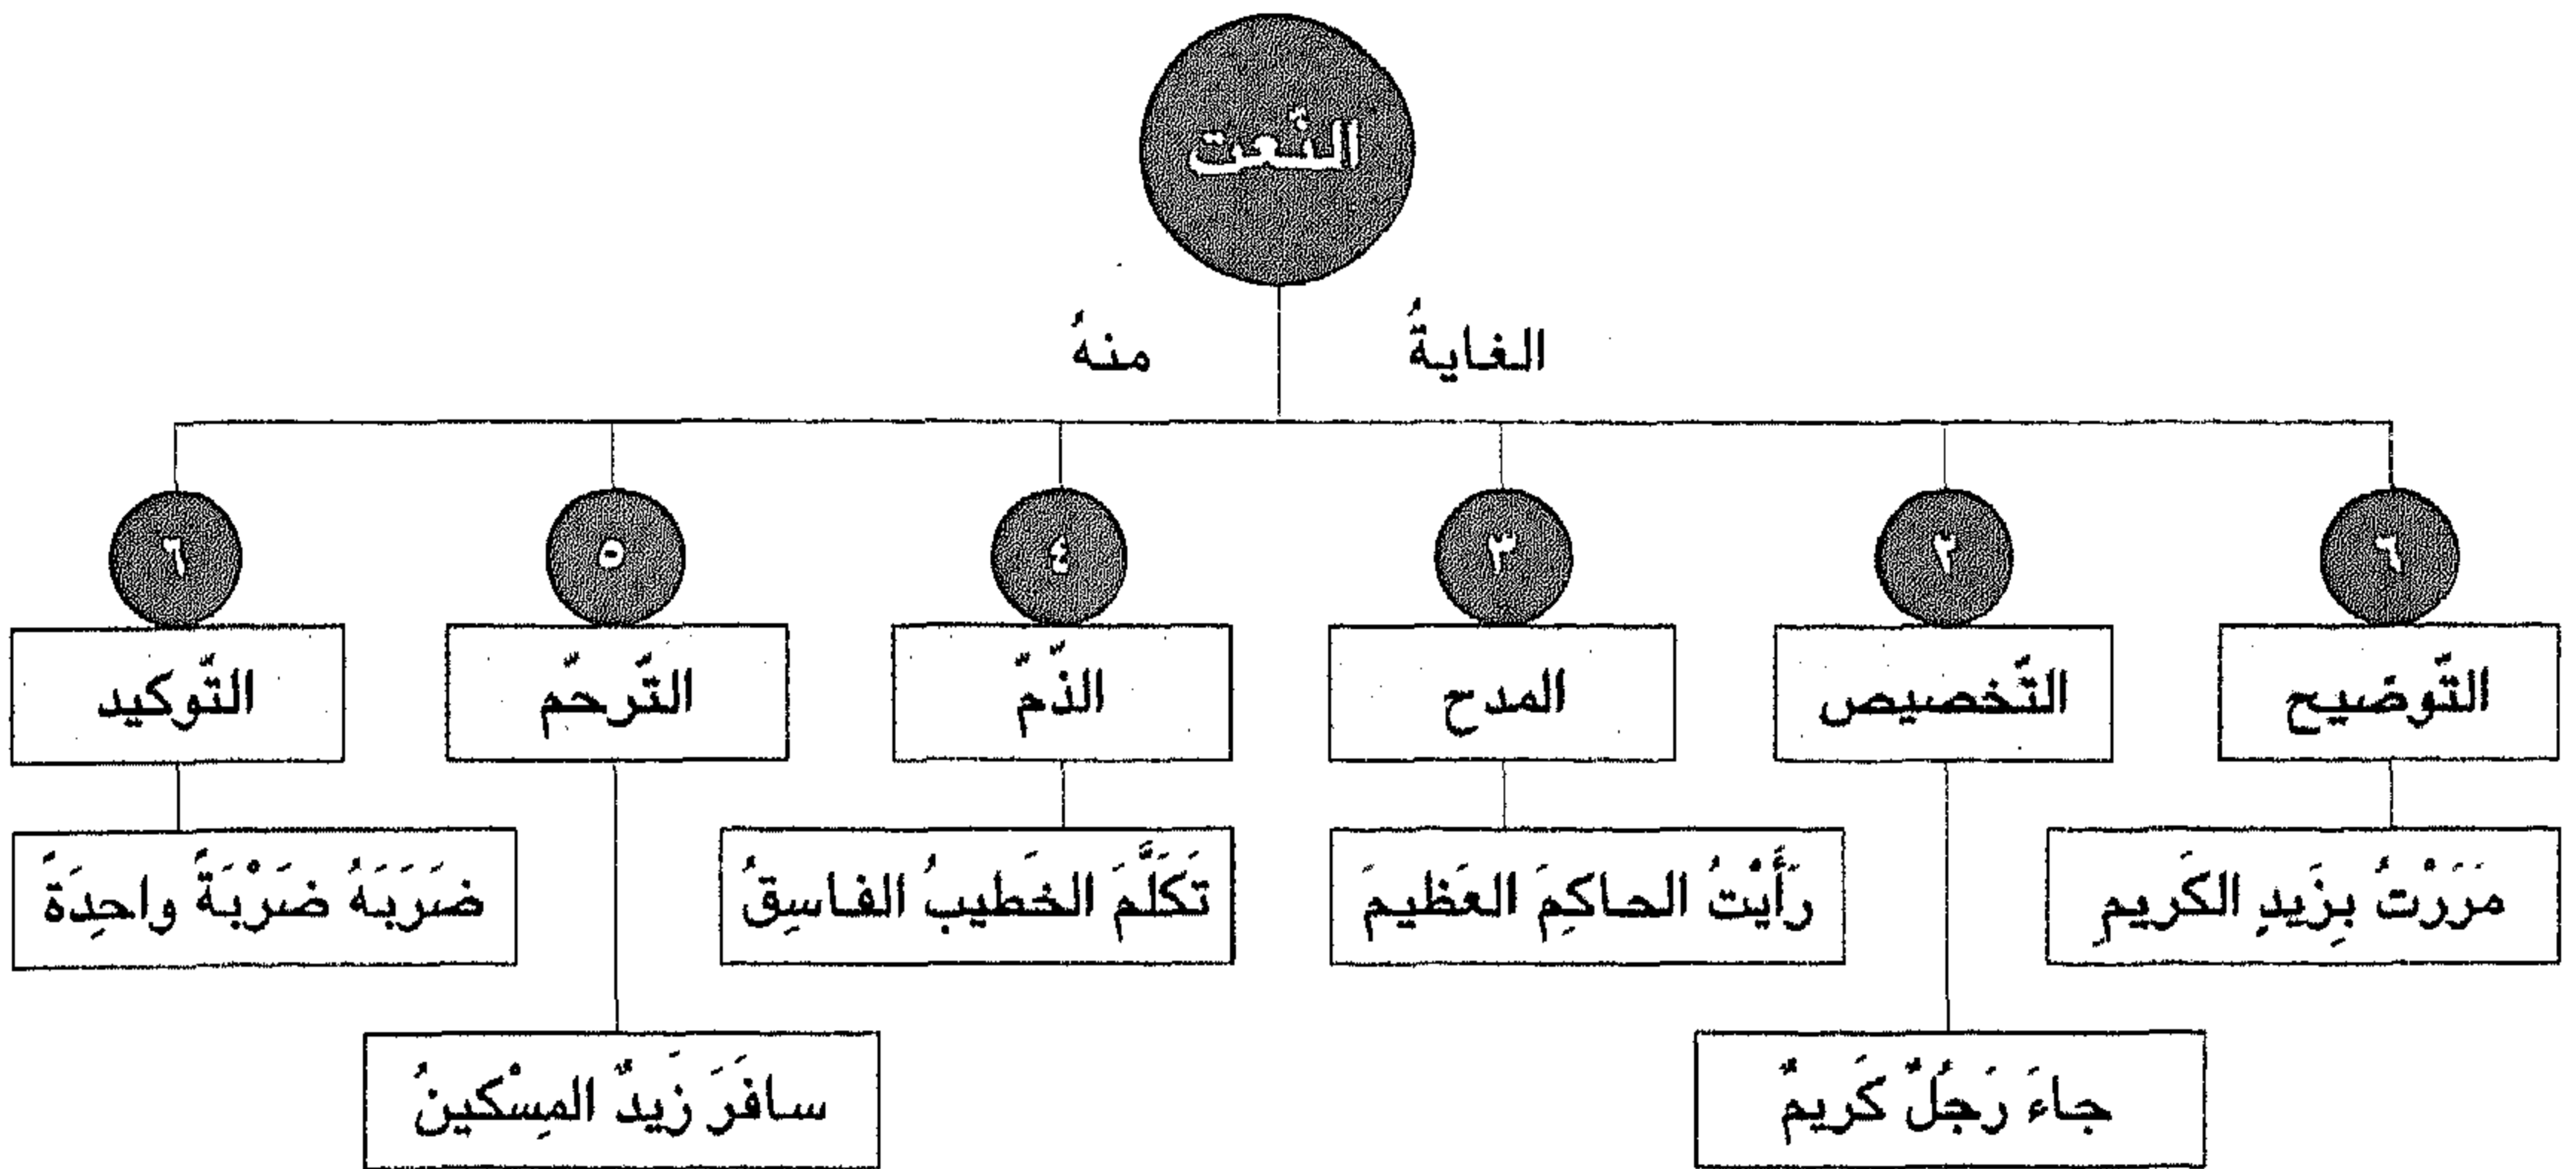 النَّعت
الغايةُ منهُ
١ ٢ ٣ ٤ ٥ ٦
التَّوضيح
التَّخصيص
المدح
الذّمّ
التَّرحّم
التَّوكيد
مَرَرْتُ بِزَيدٍ الكَريمِ
رَأَيْتُ الحاكِمَ العَظيمَ
تَكَلَّمَ الخَطيبُ الفاسِقُ
ضَرَبَهُ ضَرْبَةً واحِدَةً
جاءَ رَجُلٌ كَريمٌ
سافَرَ زَيدٌ المِسْكينُ